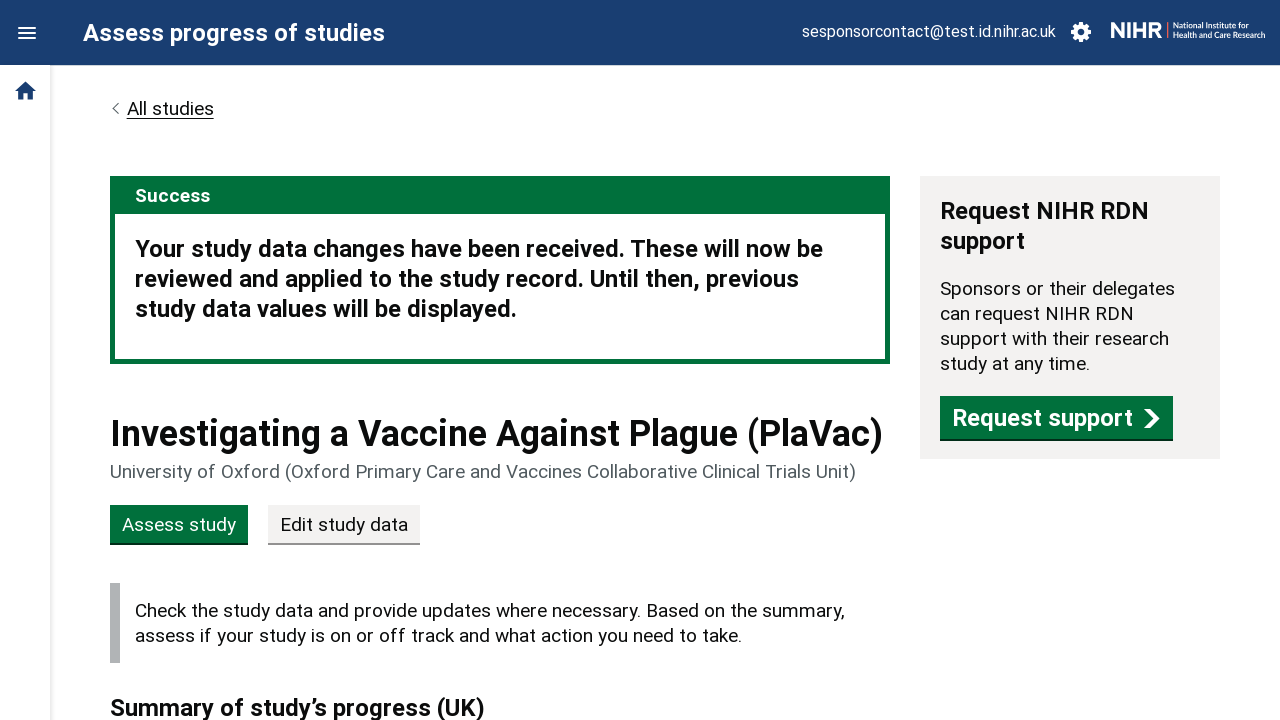 Assess progress of studies
sesponsorcontact@test.id.nihr.ac.uk
NIHR | National Institute for
Health and Care Research
All studies
Success
Your study data changes have been received. These will now be
reviewed and applied to the study record. Until then, previous
study data values will be displayed.
Request NIHR RDN
support
Sponsors or their delegates
can request NIHR RDN
support with their research
study at any time.
Request support
Investigating a Vaccine Against Plague (PlaVac)
University of Oxford (Oxford Primary Care and Vaccines Collaborative Clinical Trials Unit)
Assess study
Edit study data
Check the study data and provide updates where necessary. Based on the summary,
assess if your study is on or off track and what action you need to take.
Summary of study’s progress (UK)